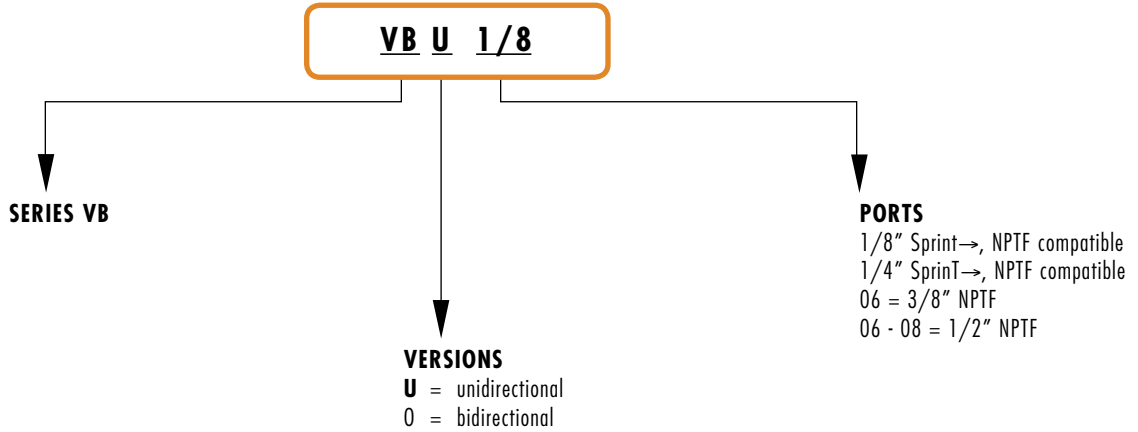 VB U 1/8
SERIES VB
PORTS
1/8" Sprint→, NPTF compatible
1/4" SprinT→, NPTF compatible
06 = 3/8" NPTF
06 - 08 = 1/2" NPTF
VERSIONS
U = unidirectional
0 = bidirectional